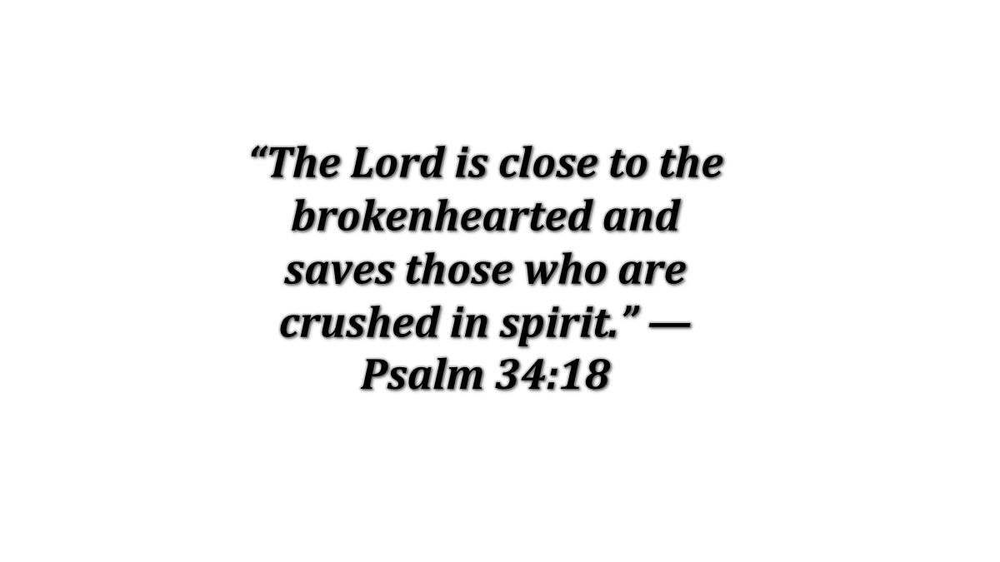 “The Lord is close to the
brokenhearted and
saves those who are
crushed in spirit.” —
Psalm 34:18